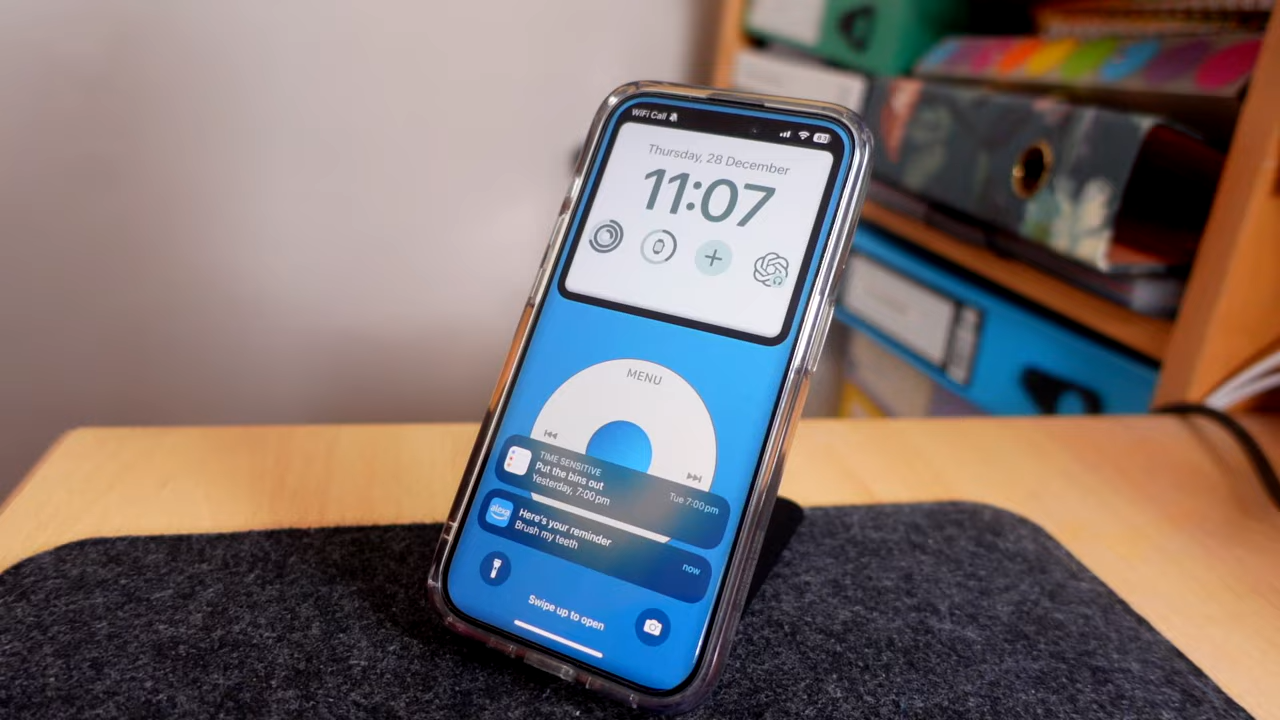 WiFi Call
83
Thursday, 28 December
11:07
MENU
TIME SENSITIVE
Put the bins out
Yesterday, 7:00 pm
Tue 7:00 pm
alexa
Here's your reminder
Brush my teeth
now
Swipe up to open